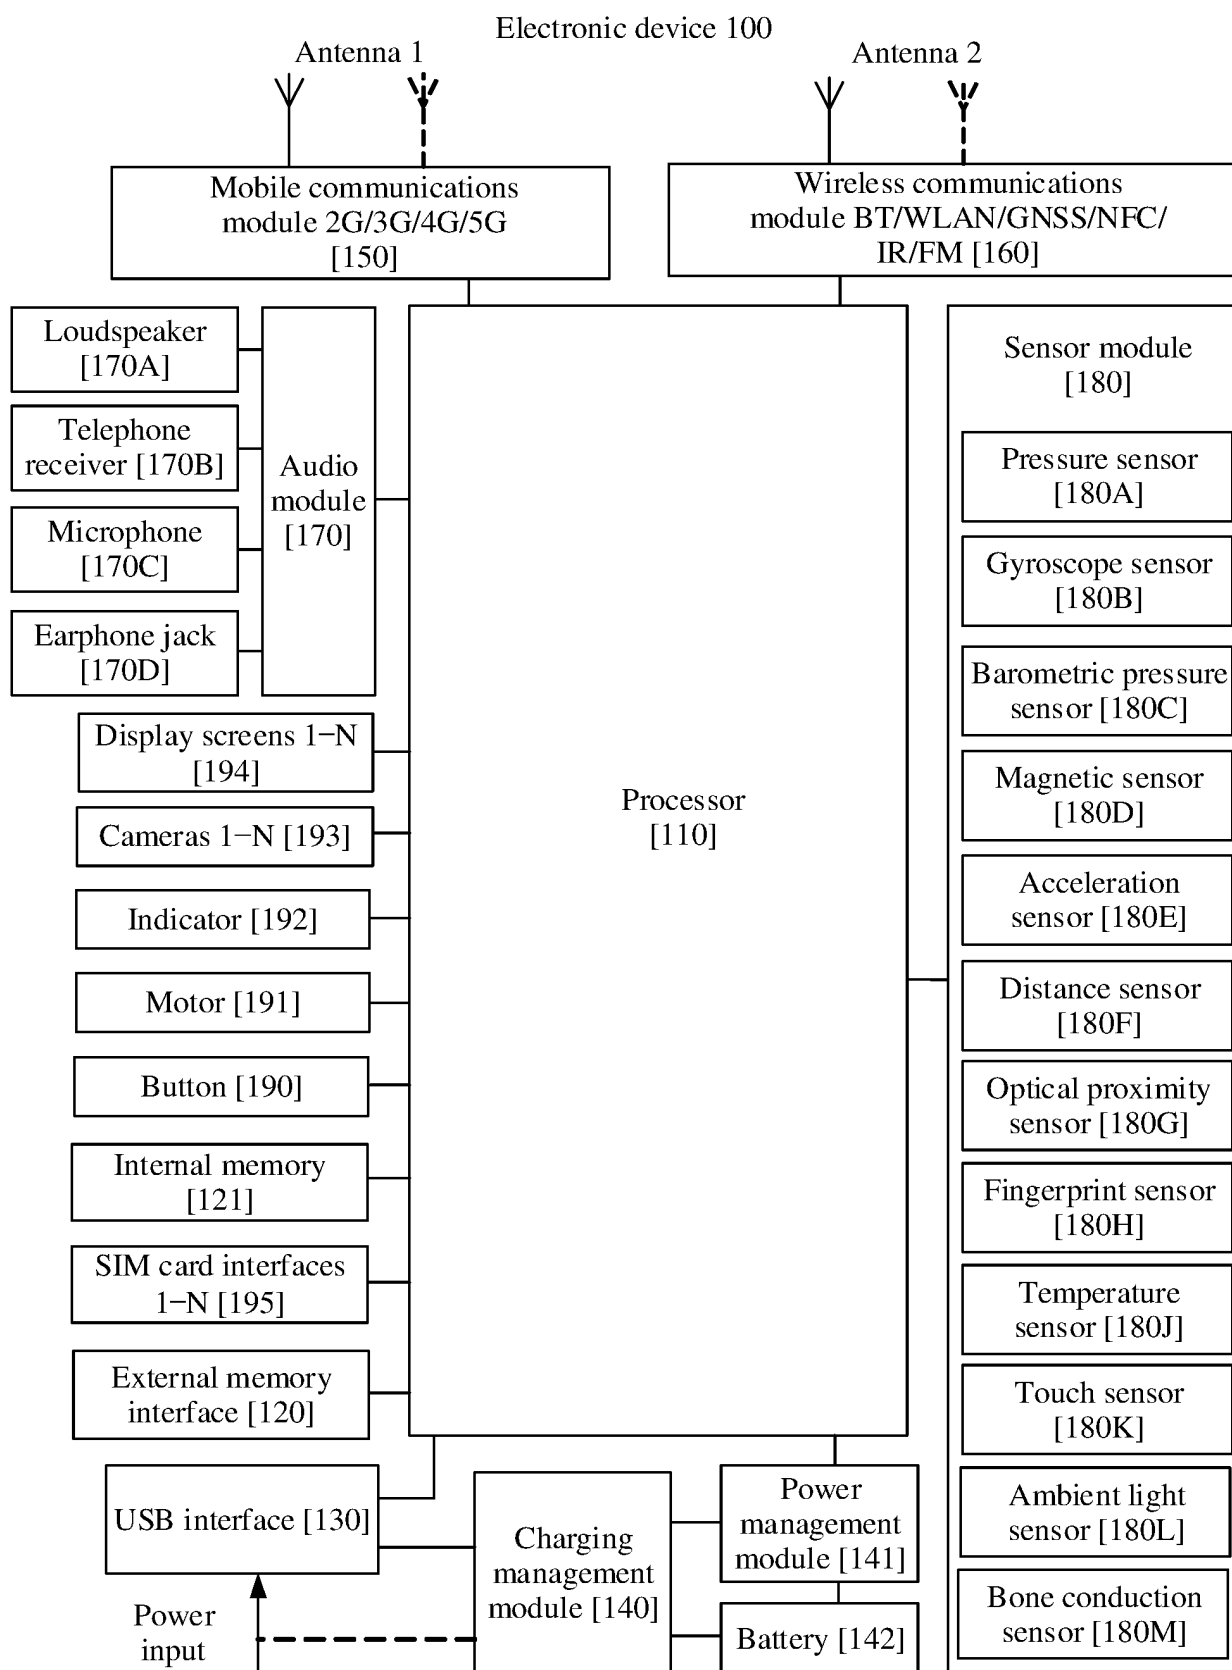 Electronic device 100
Antenna 1
Antenna 2
Mobile communications
module 2G/3G/4G/5G
[150]
Wireless communications
module BT/WLAN/GNSS/NFC/
IR/FM [160]
Loudspeaker
[170A]
Telephone
receiver [170B]
Microphone
[170C]
Earphone jack
[170D]
Audio
module
[170]
Display screens 1−N
[194]
Cameras 1−N [193]
Indicator [192]
Motor [191]
Button [190]
Internal memory
[121]
SIM card interfaces
1−N [195]
External memory
interface [120]
Processor
[110]
Sensor module
[180]
Pressure sensor
[180A]
Gyroscope sensor
[180B]
Barometric pressure
sensor [180C]
Magnetic sensor
[180D]
Acceleration
sensor [180E]
Distance sensor
[180F]
Optical proximity
sensor [180G]
Fingerprint sensor
[180H]
Temperature
sensor [180J]
Touch sensor
[180K]
Ambient light
sensor [180L]
Bone conduction
sensor [180M]
USB interface [130]
Charging
management
module [140]
Power
management
module [141]
Battery [142]
Power
input